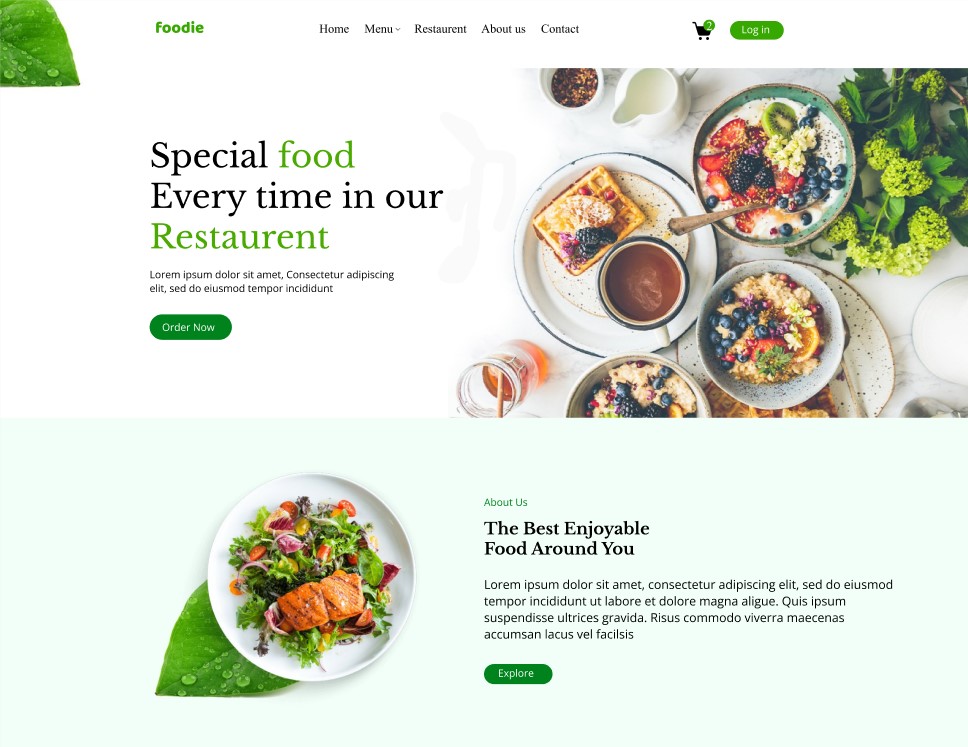 foodie
Home Menu Restaurent About us Contact
2
Log in
Special food
Every time in our
Restaurent
Lorem ipsum dolor sit amet, Consectetur adipiscing
elit, sed do eiusmod tempor incididunt
Order Now
About Us
The Best Enjoyable
Food Around You
Lorem ipsum dolor sit amet, consectetur adipiscing elit, sed do eiusmod
tempor incididunt ut labore et dolore magna aligue. Quis ipsum
suspendisse ultrices gravida. Risus commodo viverra maecenas
accumsan lacus vel facilsis
Explore